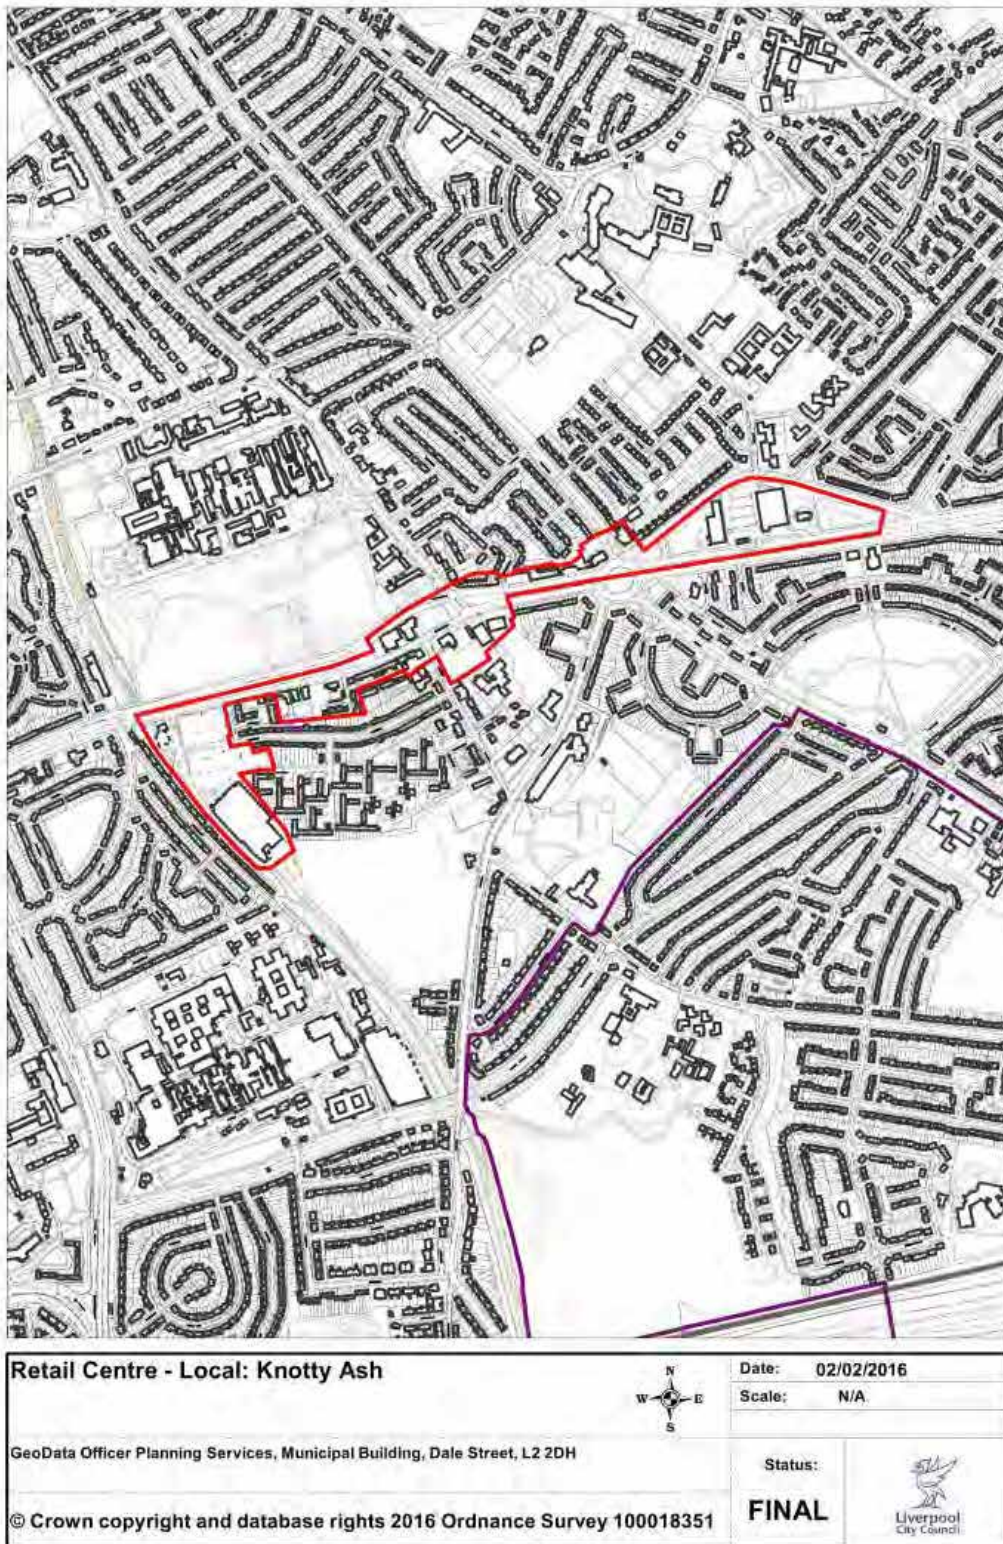 Retail Centre - Local: Knotty Ash
N
W E
S
Date: 02/02/2016
Scale: N/A
GeoData Officer Planning Services, Municipal Building, Dale Street, L2 2DH
Status:
FINAL
Liverpool
City Council
© Crown copyright and database rights 2016 Ordnance Survey 100018351